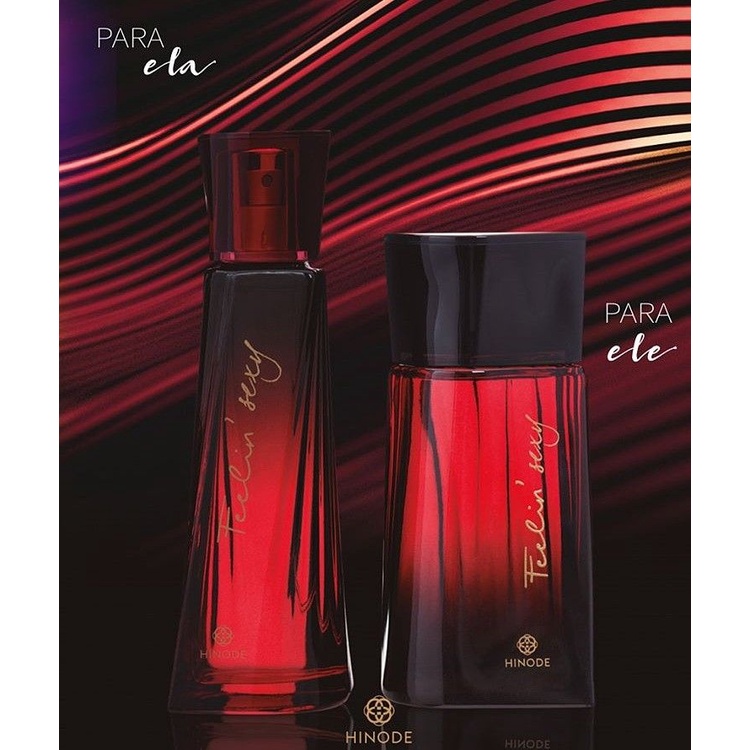 PARA
ela
PARA
ele
Feelin' sexy
HINODE
Feelin' sexy
HINODE
HINODE